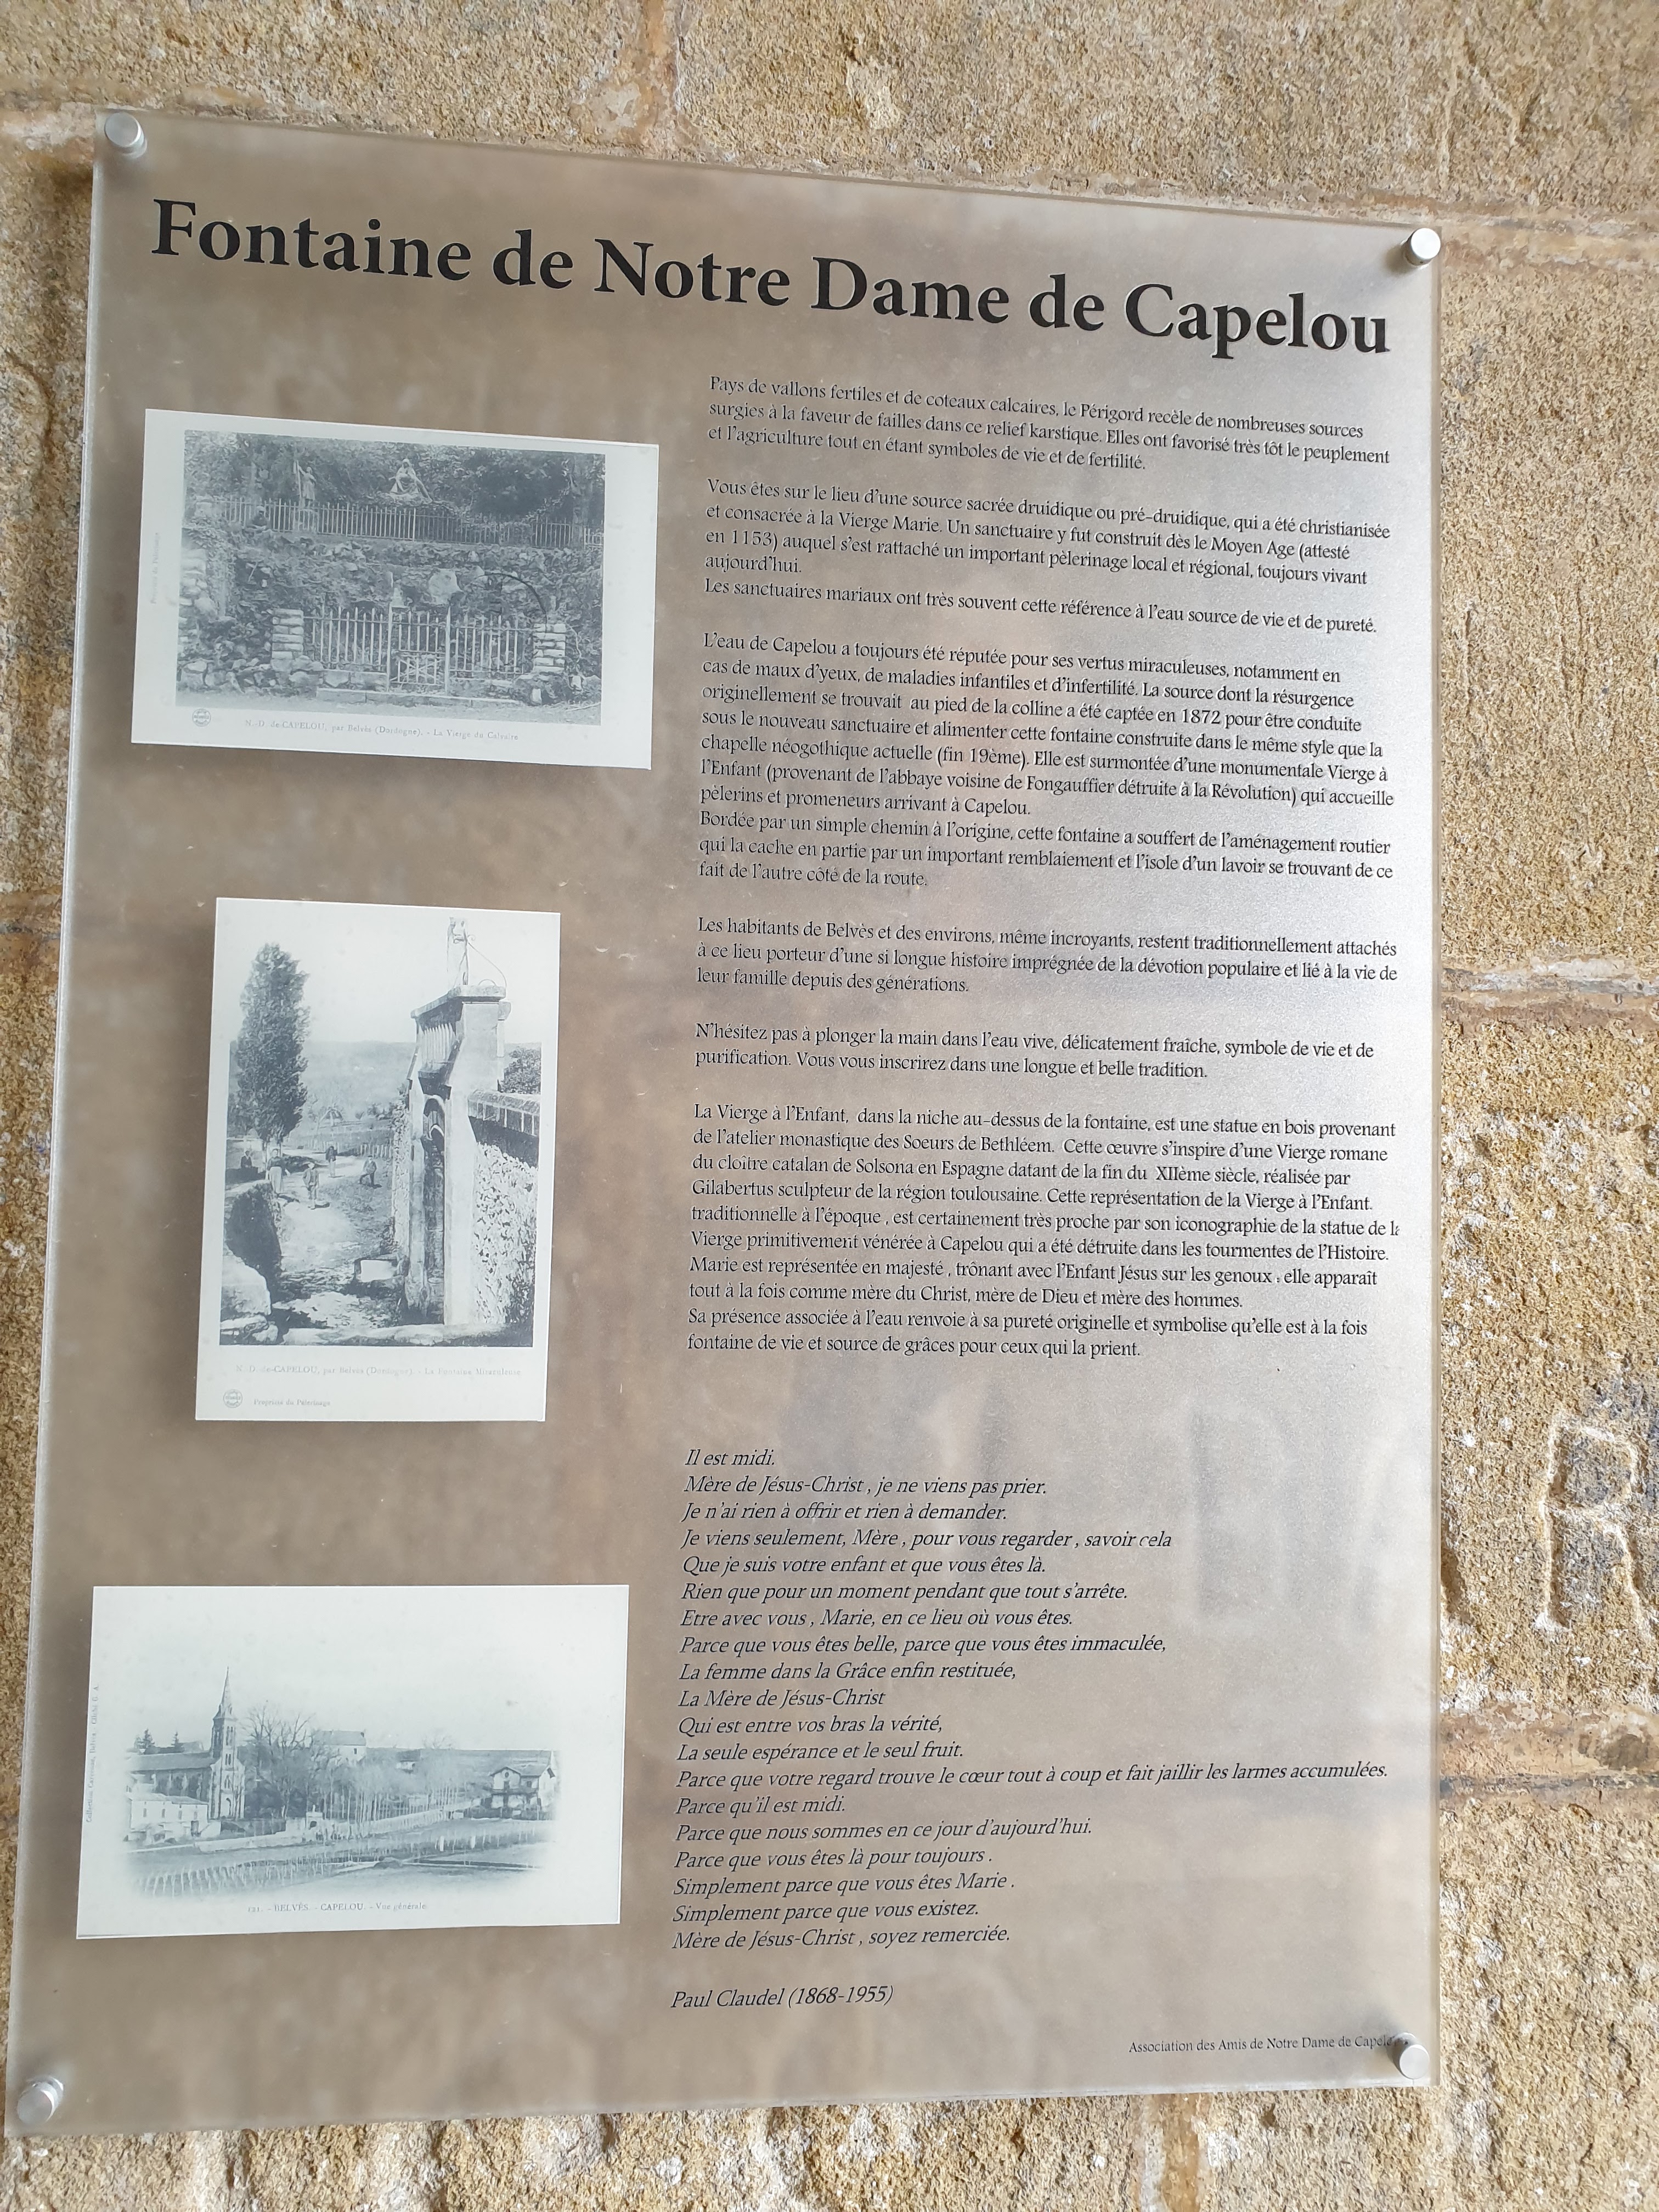 Fontaine de Notre Dame de Capelou
Pays de vallons fertiles et de coteaux calcaires, le Périgord recèle de nombreuses sources
surgies à la faveur de failles dans ce relief karstique. Elles ont favorisé très tôt le peuplement
et l'agriculture tout en étant symboles de vie et de fertilité.
Vous êtes sur le lieu d'une source sacrée druidique ou pré-druidique, qui a été christianisée
et consacrée à la Vierge Marie. Un sanctuaire y fut construit dès le Moyen Age (attesté
en 1153) auquel s'est rattaché un important pèlerinage local et régional, toujours vivant
aujourd'hui.
Les sanctuaires mariaux ont très souvent cette référence à l'eau source de vie et de pureté.
L'eau de Capelou a toujours été réputée pour ses vertus miraculeuses, notamment en
cas de maux d'yeux, de maladies infantiles et d'infertilité. La source dont la résurgence
originellement se trouvait au pied de la colline a été captée en 1872 pour être conduite
sous le nouveau sanctuaire et alimenter cette fontaine construite dans le même style que la
chapelle néogothique actuelle (fin 19ème). Elle est surmontée d'une monumentale Vierge à
l'Enfant (provenant de l'abbaye voisine de Fongauffier détruite à la Révolution) qui accueille
pèlerins et promeneurs arrivant à Capelou.
Bordée par un simple chemin à l'origine, cette fontaine a souffert de l'aménagement routier
qui la cache en partie par un important remblaiement et l'isole d'un lavoir se trouvant de ce
fait de l'autre côté de la route.
Les habitants de Belvès et des environs, même incroyants, restent traditionnellement attachés
à ce lieu porteur d'une si longue histoire imprégnée de la dévotion populaire et lié à la vie de
leur famille depuis des générations.
N'hésitez pas à plonger la main dans l'eau vive, délicatement fraîche, symbole de vie et de
purification. Vous vous inscrirez dans une longue et belle tradition.
La Vierge à l'Enfant, dans la niche au-dessus de la fontaine, est une statue en bois provenant
de l'atelier monastique des Soeurs de Bethléem. Cette œuvre s'inspire d'une Vierge romane
du cloître catalan de Solsona en Espagne datant de la fin du XIIème siècle, réalisée par
Gilabertus sculpteur de la région toulousaine. Cette représentation de la Vierge à l'Enfant.
traditionnelle à l'époque , est certainement très proche par son iconographie de la statue de la
Vierge primitivement vénérée à Capelou qui a été détruite dans les tourmentes de l'Histoire.
Marie est représentée en majesté , trônant avec l'Enfant Jésus sur les genoux : elle apparaît
tout à la fois comme mère du Christ, mère de Dieu et mère des hommes.
Sa présence associée à l'eau renvoie à sa pureté originelle et symbolise qu'elle est à la fois
fontaine de vie et source de grâces pour ceux qui la prient.
Il est midi.
Mère de Jésus-Christ , je ne viens pas prier.
Je n'ai rien à offrir et rien à demander.
Je viens seulement, Mère , pour vous regarder , savoir cela
Que je suis votre enfant et que vous êtes là.
Rien que pour un moment pendant que tout s'arrête.
Etre avec vous , Marie, en ce lieu où vous êtes.
Parce que vous êtes belle, parce que vous êtes immaculée,
La femme dans la Grâce enfin restituée,
La Mère de Jésus-Christ
Qui est entre vos bras la vérité,
La seule espérance et le seul fruit.
Parce que votre regard trouve le cœur tout à coup et fait jaillir les larmes accumulées.
Parce qu'il est midi.
Parce que nous sommes en ce jour d'aujourd'hui.
Parce que vous êtes là pour toujours .
Simplement parce que vous êtes Marie .
Simplement parce que vous existez.
Mère de Jésus-Christ , soyez remerciée.
Paul Claudel (1868-1955)
Association des Amis de Notre Dame de Capelou
N.-D. de CAPELOU, par Belvès (Dordogne). - La Vierge du Calvaire
N.-D. de CAPELOU, par Belvès (Dordogne). - La Fontaine Miraculeuse
Propriété du Pèlerinage
121. - BELVÈS. - CAPELOU. - Vue générale
R